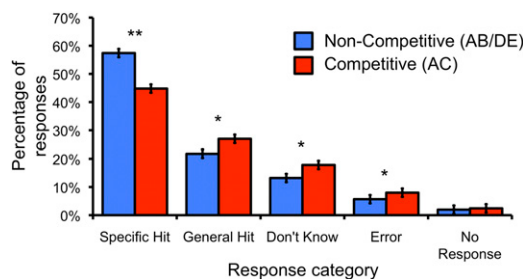 70%
60%
50%
40%
30%
20%
10%
0%
Percentage of
responses
**
*
*
*
Non-Competitive (AB/DE)
Competitive (AC)
Specific Hit
General Hit
Don't Know
Error
No
Response
Response category